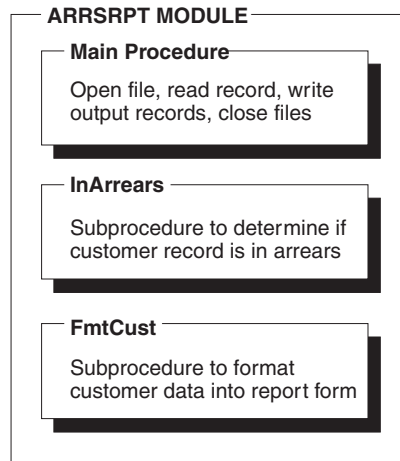 ARRSRPT MODULE
Main Procedure
Open file, read record, write
output records, close files
InArrears
Subprocedure to determine if
customer record is in arrears
FmtCust
Subprocedure to format
customer data into report form